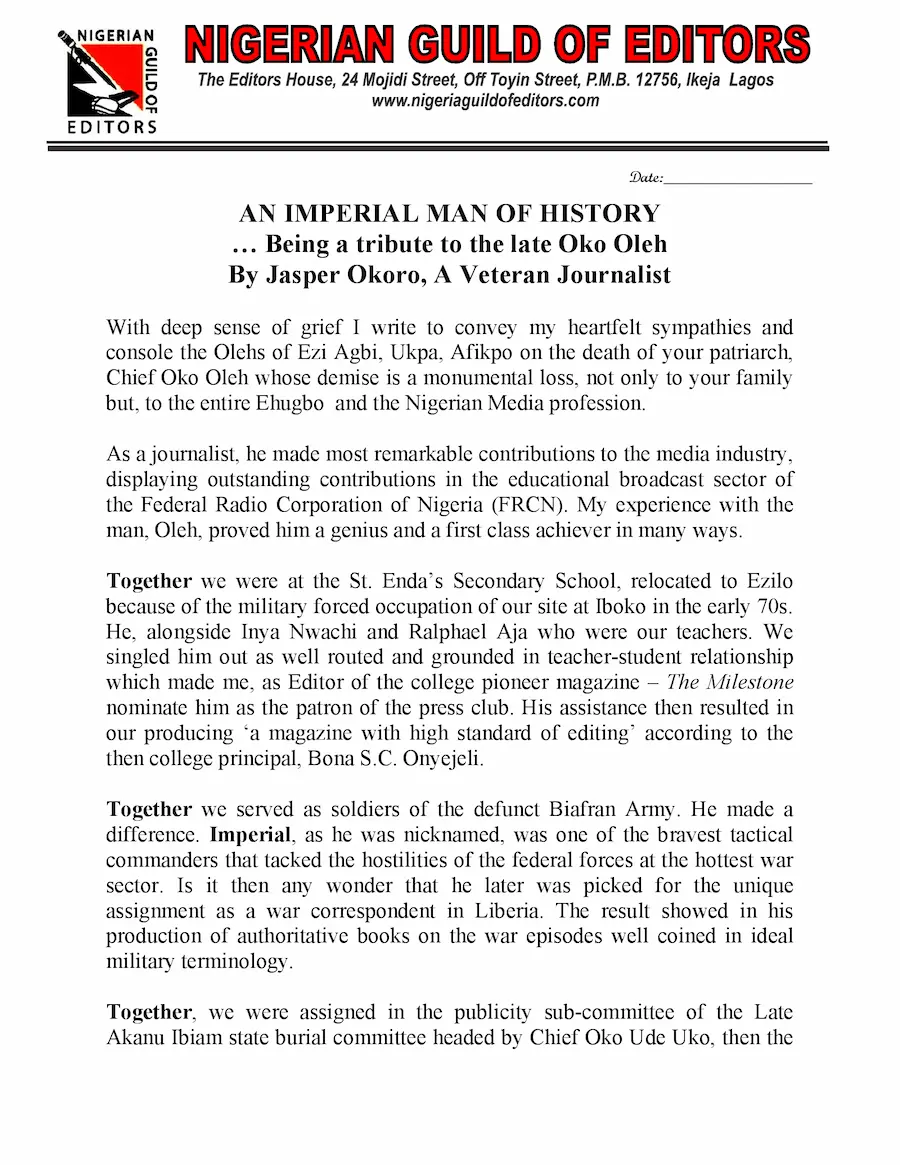 NIGERIAN
GUILD OF
EDITORS
NIGERIAN GUILD OF EDITORS
The Editors House, 24 Mojidi Street, Off Toyin Street, P.M.B. 12756, Ikeja Lagos
www.nigeriaguildofeditors.com
Date:____________________
AN IMPERIAL MAN OF HISTORY
… Being a tribute to the late Oko Oleh
By Jasper Okoro, A Veteran Journalist
With deep sense of grief I write to convey my heartfelt sympathies and
console the Olehs of Ezi Agbi, Ukpa, Afikpo on the death of your patriarch,
Chief Oko Oleh whose demise is a monumental loss, not only to your family
but, to the entire Ehugbo and the Nigerian Media profession.
As a journalist, he made most remarkable contributions to the media industry,
displaying outstanding contributions in the educational broadcast sector of
the Federal Radio Corporation of Nigeria (FRCN). My experience with the
man, Oleh, proved him a genius and a first class achiever in many ways.
Together we were at the St. Enda’s Secondary School, relocated to Ezilo
because of the military forced occupation of our site at Iboko in the early 70s.
He, alongside Inya Nwachi and Ralphael Aja who were our teachers. We
singled him out as well routed and grounded in teacher-student relationship
which made me, as Editor of the college pioneer magazine – The Milestone
nominate him as the patron of the press club. His assistance then resulted in
our producing ‘a magazine with high standard of editing’ according to the
then college principal, Bona S.C. Onyejeli.
Together we served as soldiers of the defunct Biafran Army. He made a
difference. Imperial, as he was nicknamed, was one of the bravest tactical
commanders that tacked the hostilities of the federal forces at the hottest war
sector. Is it then any wonder that he later was picked for the unique
assignment as a war correspondent in Liberia. The result showed in his
production of authoritative books on the war episodes well coined in ideal
military terminology.
Together, we were assigned in the publicity sub-committee of the Late
Akanu Ibiam state burial committee headed by Chief Oko Ude Uko, then the